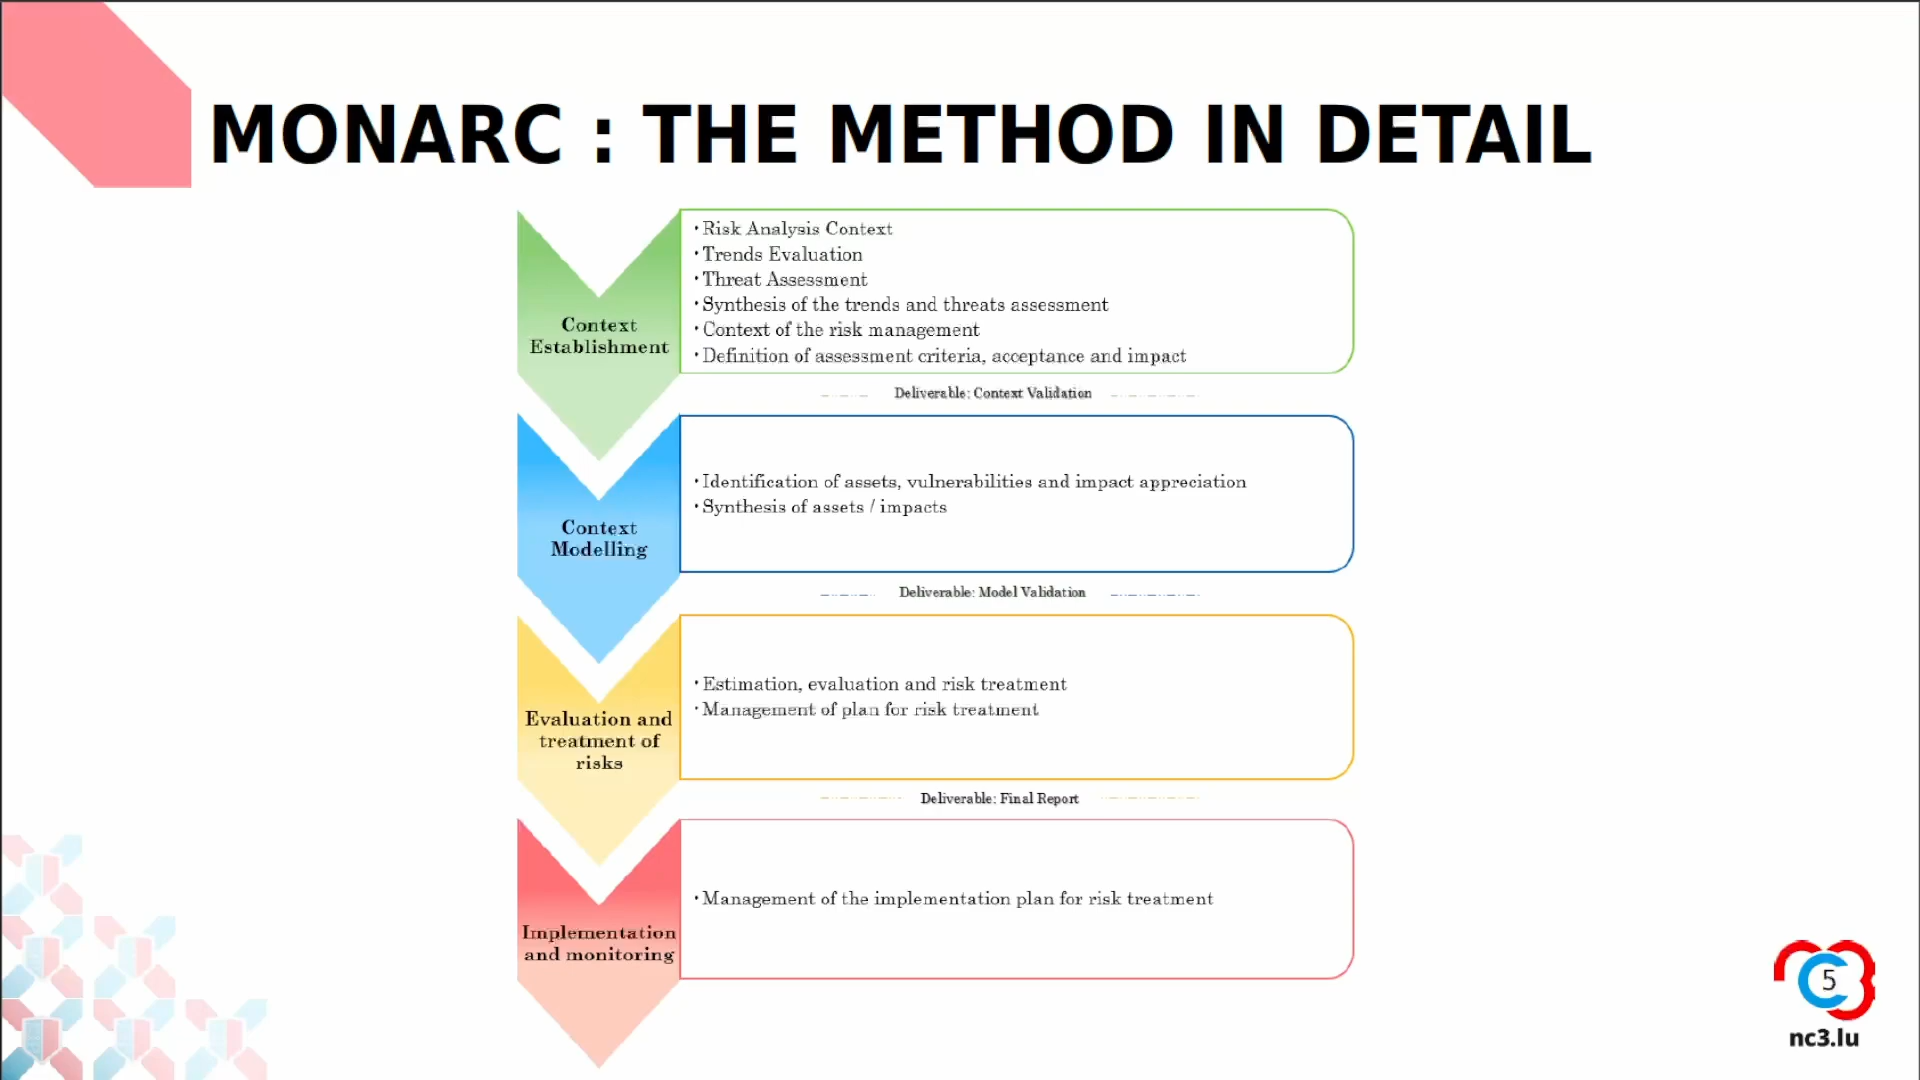 MONARC : THE METHOD IN DETAIL
Context
Establishment
• Risk Analysis Context
• Trends Evaluation
• Threat Assessment
• Synthesis of the trends and threats assessment
• Context of the risk management
• Definition of assessment criteria, acceptance and impact
Deliverable: Context Validation
Context
Modelling
• Identification of assets, vulnerabilities and impact appreciation
• Synthesis of assets / impacts
Deliverable: Model Validation
Evaluation and
treatment of
risks
• Estimation, evaluation and risk treatment
• Management of plan for risk treatment
Deliverable: Final Report
Implementation
and monitoring
• Management of the implementation plan for risk treatment
5
nc3.lu